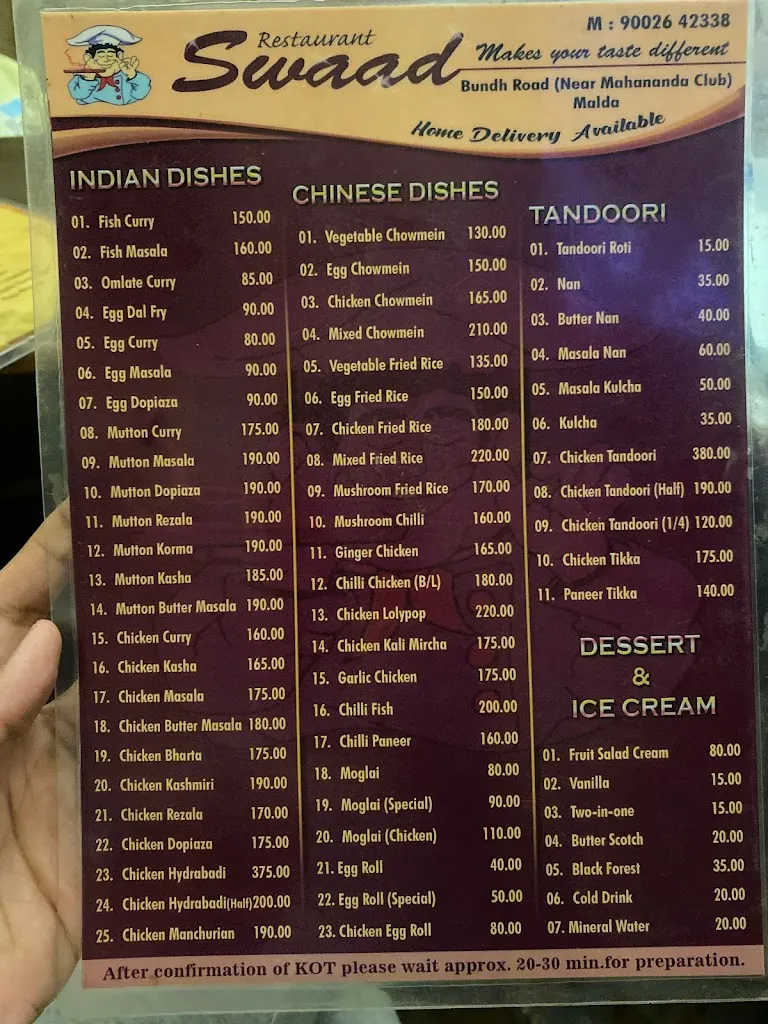 Restaurant
Swaad
M : 90026 42338
Makes your taste different
Bundh Road (Near Mahananda Club)
Malda
Home Delivery Available
INDIAN DISHES
01. Fish Curry 150.00
02. Fish Masala 160.00
03. Omlate Curry 85.00
04. Egg Dal Fry 90.00
05. Egg Curry 80.00
06. Egg Masala 90.00
07. Egg Dopiaza 90.00
08. Mutton Curry 175.00
09. Mutton Masala 190.00
10. Mutton Dopiaza 190.00
11. Mutton Rezala 190.00
12. Mutton Korma 190.00
13. Mutton Kasha 185.00
14. Mutton Butter Masala 190.00
15. Chicken Curry 160.00
16. Chicken Kasha 165.00
17. Chicken Masala 175.00
18. Chicken Butter Masala 180.00
19. Chicken Bharta 175.00
20. Chicken Kashmiri 190.00
21. Chicken Rezala 170.00
22. Chicken Dopiaza 175.00
23. Chicken Hydrabadi 375.00
24. Chicken Hydrabadi(Half)200.00
25. Chicken Manchurian 190.00
CHINESE DISHES
01. Vegetable Chowmein 130.00
02. Egg Chowmein 150.00
03. Chicken Chowmein 165.00
04. Mixed Chowmein 210.00
05. Vegetable Fried Rice 135.00
06. Egg Fried Rice 150.00
07. Chicken Fried Rice 180.00
08. Mixed Fried Rice 220.00
09. Mushroom Fried Rice 170.00
10. Mushroom Chilli 160.00
11. Ginger Chicken 165.00
12. Chilli Chicken (B/L) 180.00
13. Chicken Lolypop 220.00
14. Chicken Kali Mircha 175.00
15. Garlic Chicken 175.00
16. Chilli Fish 200.00
17. Chilli Paneer 160.00
18. Moglai 80.00
19. Moglai (Special) 90.00
20. Moglai (Chicken) 110.00
21. Egg Roll 40.00
22. Egg Roll (Special) 50.00
23. Chicken Egg Roll 80.00
TANDOORI
01. Tandoori Roti 15.00
02. Nan 35.00
03. Butter Nan 40.00
04. Masala Nan 60.00
05. Masala Kulcha 50.00
06. Kulcha 35.00
07. Chicken Tandoori 380.00
08. Chicken Tandoori (Half) 190.00
09. Chicken Tandoori (1/4) 120.00
10. Chicken Tikka 175.00
11. Paneer Tikka 140.00
DESSERT
&
ICE CREAM
01. Fruit Salad Cream 80.00
02. Vanilla 15.00
03. Two-in-one 15.00
04. Butter Scotch 20.00
05. Black Forest 35.00
06. Cold Drink 20.00
07. Mineral Water 20.00
After confirmation of KOT please wait approx. 20-30 min.for preparation.